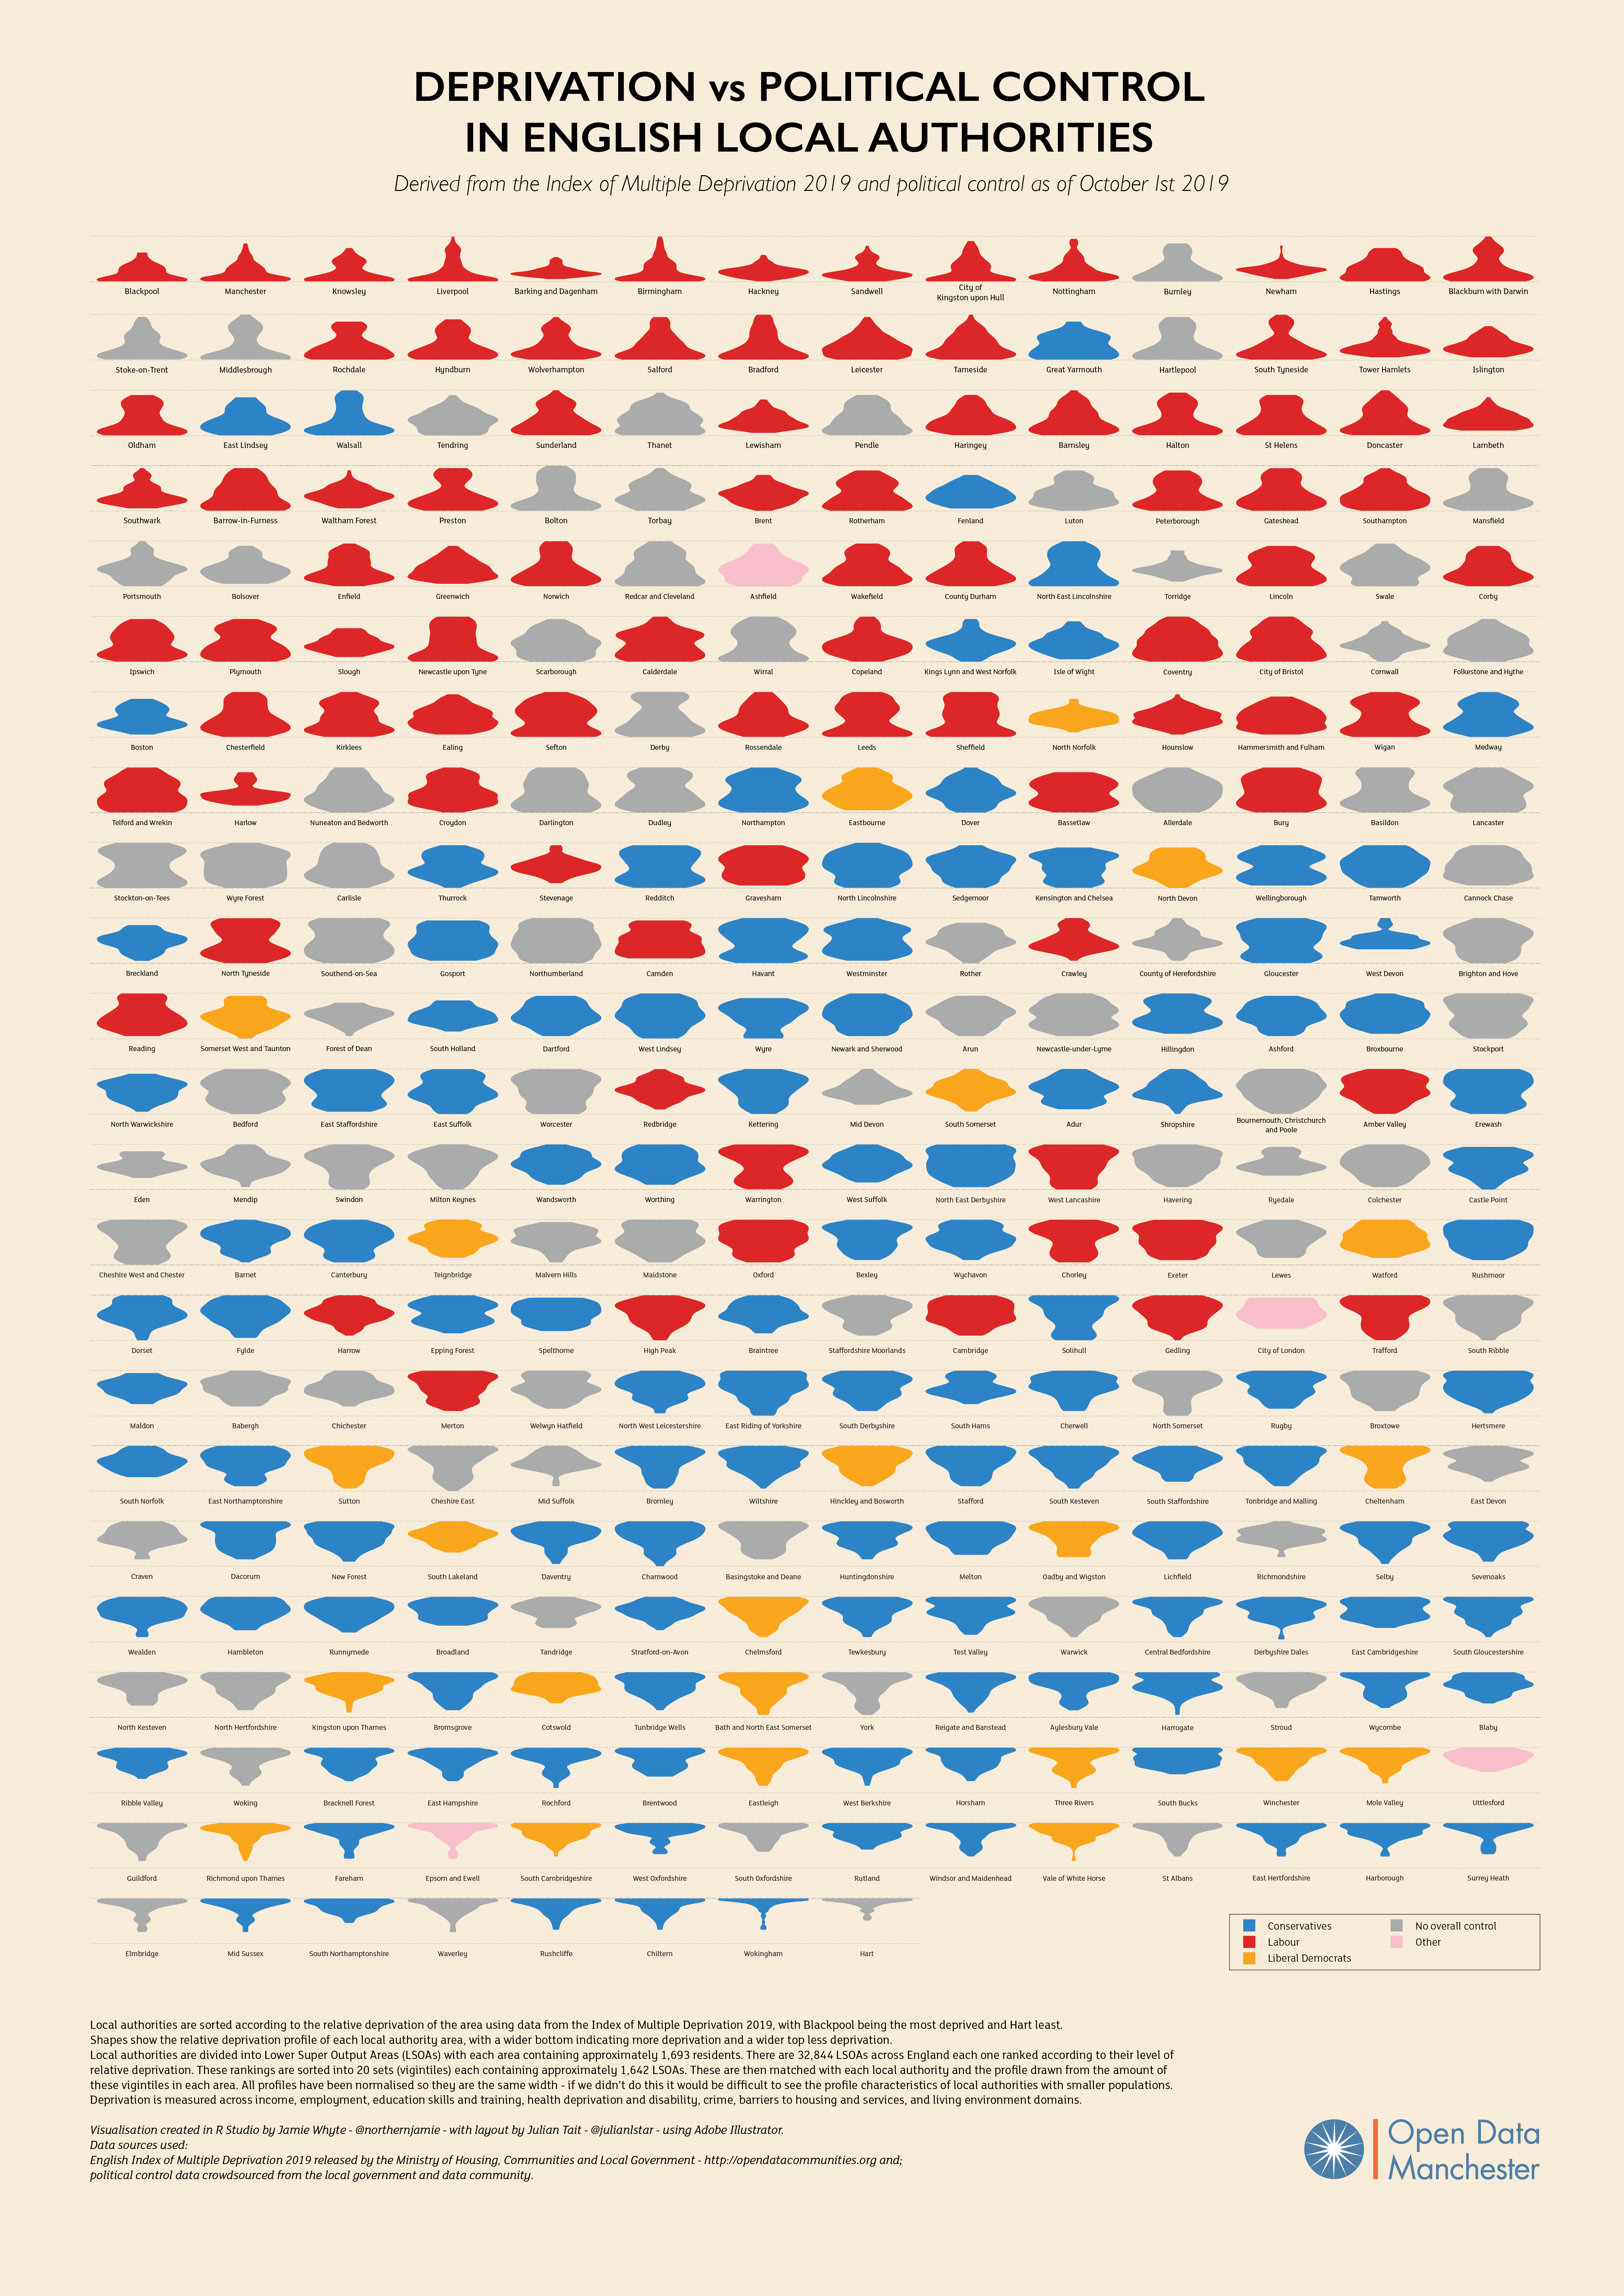 DEPRIVATION vs POLITICAL CONTROL
IN ENGLISH LOCAL AUTHORITIES
Derived from the Index of Multiple Deprivation 2019 and political control as of October 1st 2019
Blackpool Manchester Knowsley Liverpool Barking and Dagenham Birmingham Hackney Sandwell City of Kingston upon Hull Nottingham Burnley Newham Hastings Blackburn with Darwin
Stoke-on-Trent Middlesbrough Rochdale Hyndburn Wolverhampton Salford Bradford Leicester Tameside Great Yarmouth Hartlepool South Tyneside Tower Hamlets Islington
Oldham East Lindsey Walsall Tendring Sunderland Thanet Lewisham Pendle Haringey Barnsley Halton St Helens Doncaster Lambeth
Southwark Barrow-in-Furness Waltham Forest Preston Bolton Torbay Brent Rotherham Fenland Luton Peterborough Gateshead Southampton Mansfield
Portsmouth Bolsover Enfield Greenwich Norwich Redcar and Cleveland Ashfield Wakefield County Durham North East Lincolnshire Torridge Lincoln Swale Corby
Ipswich Plymouth Slough Newcastle upon Tyne Scarborough Calderdale Wirral Copeland Kings Lynn and West Norfolk Isle of Wight Coventry City of Bristol Cornwall Folkestone and Hythe
Boston Chesterfield Kirklees Ealing Sefton Derby Rossendale Leeds Sheffield North Norfolk Hounslow Hammersmith and Fulham Wigan Medway
Telford and Wrekin Harlow Nuneaton and Bedworth Croydon Darlington Dudley Northampton Eastbourne Dover Bassetlaw Allerdale Bury Basildon Lancaster
Stockton-on-Tees Wyre Forest Carlisle Thurrock Stevenage Redditch Gravesham North Lincolnshire Sedgemoor Kensington and Chelsea North Devon Wellingborough Tamworth Cannock Chase
Breckland North Tyneside Southend-on-Sea Gosport Northumberland Camden Havant Westminster Rother Crawley County of Herefordshire Gloucester West Devon Brighton and Hove
Reading Somerset West and Taunton Forest of Dean South Holland Dartford West Lindsey Wyre Newark and Sherwood Arun Newcastle-under-Lyme Hillingdon Ashford Broxbourne Stockport
North Warwickshire Bedford East Staffordshire East Suffolk Worcester Redbridge Kettering Mid Devon South Somerset Adur Shropshire Bournemouth, Christchurch and Poole Amber Valley Erewash
Eden Mendip Swindon Milton Keynes Wandsworth Worthing Warrington West Suffolk North East Derbyshire West Lancashire Havering Ryedale Colchester Castle Point
Cheshire West and Chester Barnet Canterbury Teignbridge Malvern Hills Maidstone Oxford Bexley Wychavon Chorley Exeter Lewes Watford Rushmoor
Dorset Fylde Harrow Epping Forest Spelthorne High Peak Braintree Staffordshire Moorlands Cambridge Solihull Gedling City of London Trafford South Ribble
Maldon Babergh Chichester Merton Welwyn Hatfield North West Leicestershire East Riding of Yorkshire South Derbyshire South Hams Cherwell North Somerset Rugby Broxtowe Hertsmere
South Norfolk East Northamptonshire Sutton Cheshire East Mid Suffolk Bromley Wiltshire Hinckley and Bosworth Stafford South Kesteven South Staffordshire Tonbridge and Malling Cheltenham East Devon
Craven Dacorum New Forest South Lakeland Daventry Charnwood Basingstoke and Deane Huntingdonshire Melton Oadby and Wigston Lichfield Richmondshire Selby Sevenoaks
Wealden Hambleton Runnymede Broadland Tandridge Stratford-on-Avon Chelmsford Tewkesbury Test Valley Warwick Central Bedfordshire Derbyshire Dales East Cambridgeshire South Gloucestershire
North Kesteven North Hertfordshire Kingston upon Thames Bromsgrove Cotswold Tunbridge Wells Bath and North East Somerset York Reigate and Banstead Aylesbury Vale Harrogate Stroud Wycombe Blaby
Ribble Valley Woking Bracknell Forest East Hampshire Rochford Brentwood Eastleigh West Berkshire Horsham Three Rivers South Bucks Winchester Mole Valley Uttlesford
Guildford Richmond upon Thames Fareham Epsom and Ewell South Cambridgeshire West Oxfordshire South Oxfordshire Rutland Windsor and Maidenhead Vale of White Horse St Albans East Hertfordshire Harborough Surrey Heath
Elmbridge Mid Sussex South Northamptonshire Waverley Rushcliffe Chiltern Wokingham Hart
Conservatives No overall control
Labour Other
Liberal Democrats
Local authorities are sorted according to the relative deprivation of the area using data from the Index of Multiple Deprivation 2019, with Blackpool being the most deprived and Hart least.
Shapes show the relative deprivation profile of each local authority area, with a wider bottom indicating more deprivation and a wider top less deprivation.
Local authorities are divided into Lower Super Output Areas (LSOAs) with each area containing approximately 1,693 residents. There are 32,844 LSOAs across England each one ranked according to their level of
relative deprivation. These rankings are sorted into 20 sets (vigintiles) each containing approximately 1,642 LSOAs. These are then matched with each local authority and the profile drawn from the amount of
these vigintiles in each area. All profiles have been normalised so they are the same width - if we didn't do this it would be difficult to see the profile characteristics of local authorities with smaller populations.
Deprivation is measured across income, employment, education skills and training, health deprivation and disability, crime, barriers to housing and services, and living environment domains.
Visualisation created in R Studio by Jamie Whyte - @northernjamie - with layout by Julian Tait - @julianlstar - using Adobe Illustrator.
Data sources used:
English Index of Multiple Deprivation 2019 released by the Ministry of Housing, Communities and Local Government - http://opendatacommunities.org and;
political control data crowdsourced from the local government and data community.
Open Data
Manchester